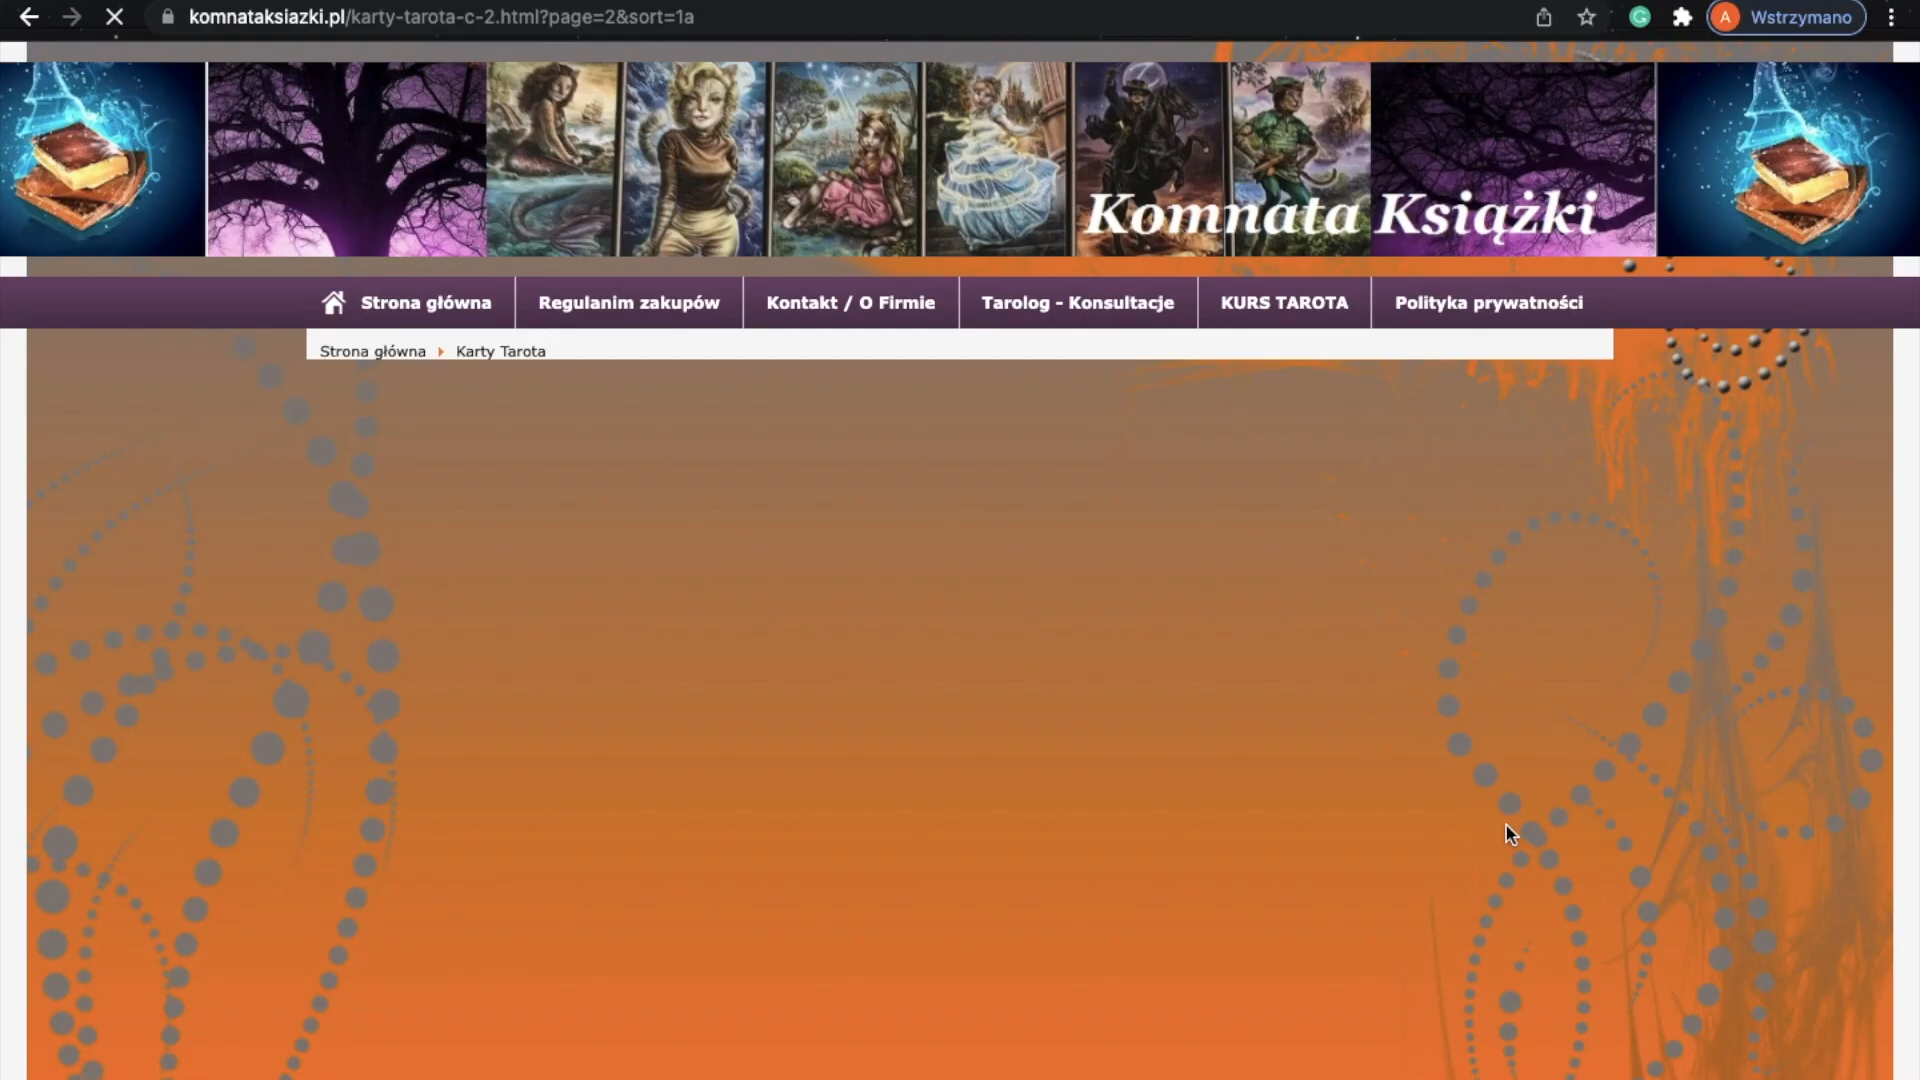 komnataksiazki.pl/karty-tarota-c-2.html?page=2&sort=1a
A Wstrzymano
Komnata Książki
Strona główna Regulanim zakupów Kontakt / O Firmie Tarolog - Konsultacje KURS TAROTA Polityka prywatności
Strona główna Karty Tarota